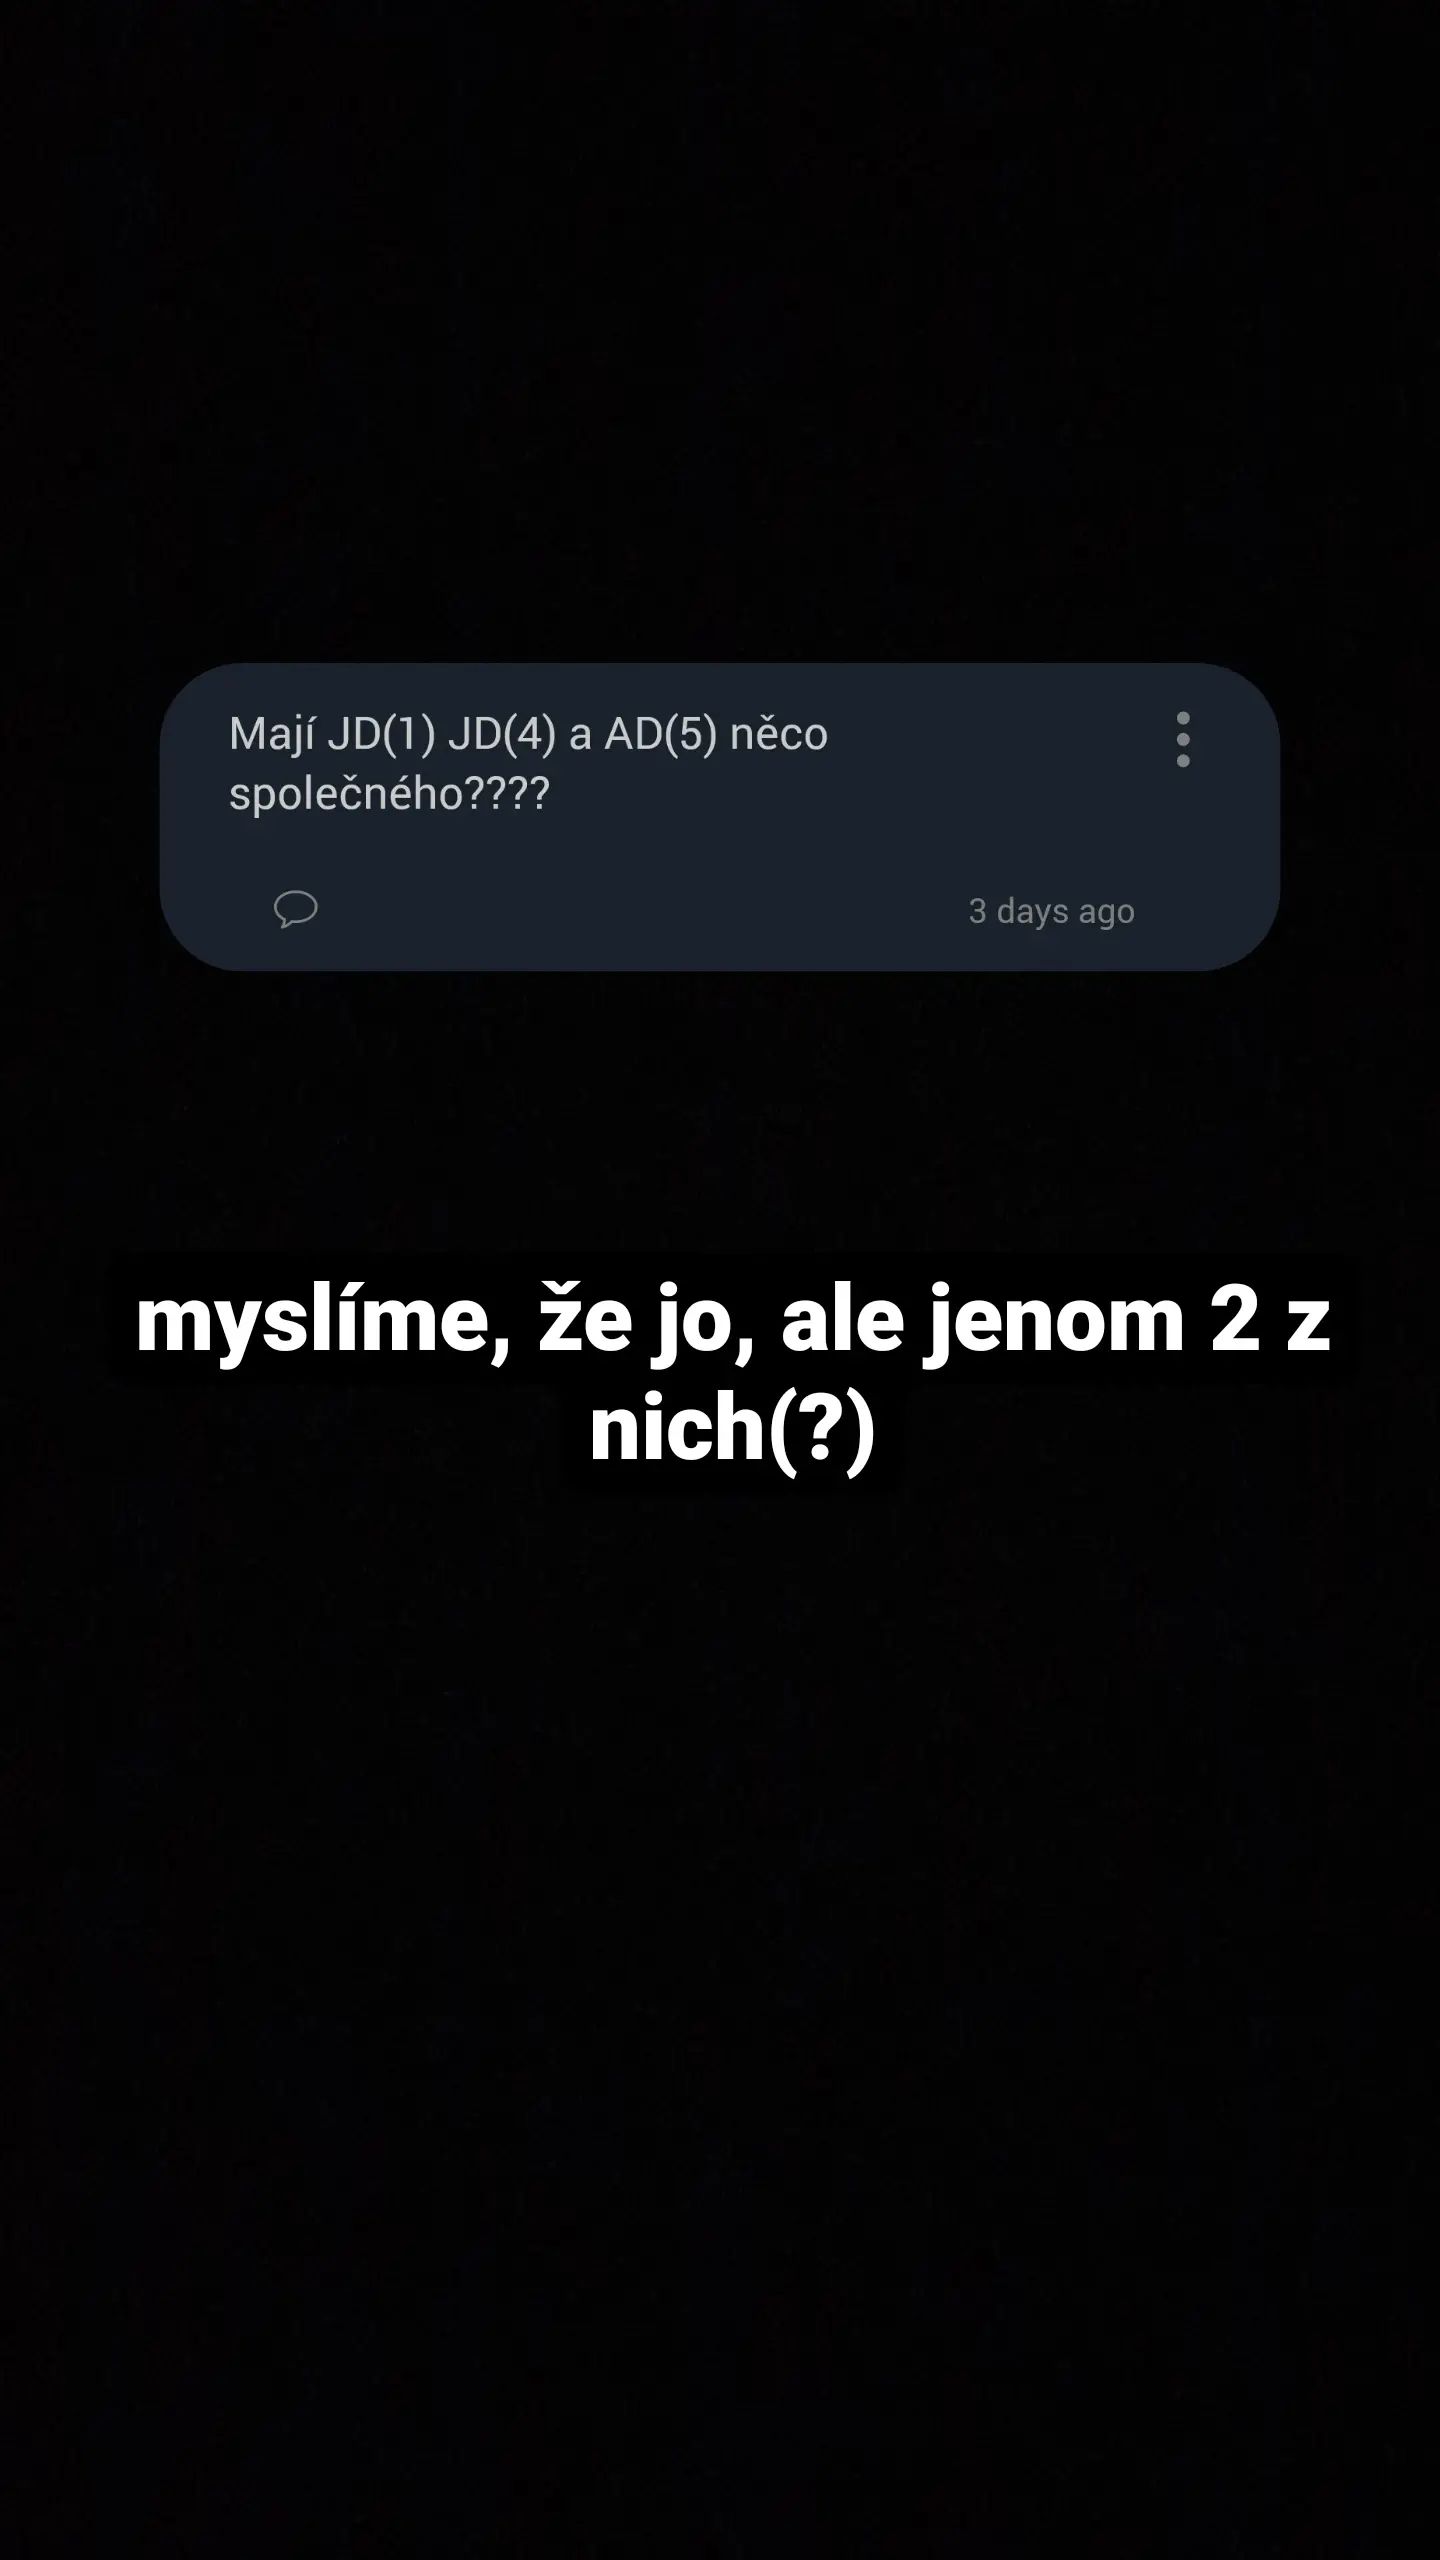 Mají JD(1) JD(4) a AD(5) něco
společného????
3 days ago
myslíme, že jo, ale jenom 2 z
nich(?)